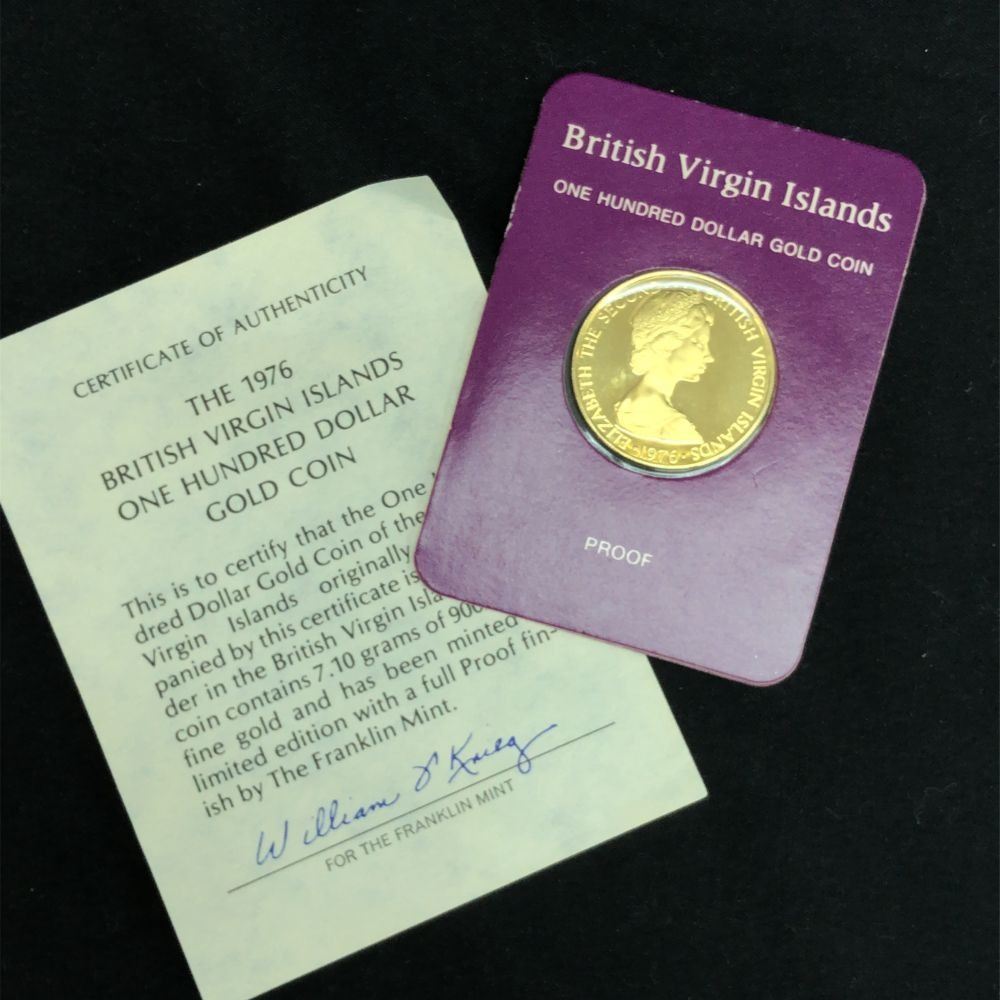 CERTIFICATE OF AUTHENTICITY
THE 1976
BRITISH VIRGIN ISLANDS
ONE HUNDRED DOLLAR
GOLD COIN
This is to certify that the One
dred Dollar Gold Coin of the
Virgin Islands originally
panied by this certificate is
der in the British Virgin
coin contains 7.10 grams of 900
fine gold and has been minted
limited edition with a full Proof fin-
ish by The Franklin Mint.
William Krieg
FOR THE FRANKLIN MINT
British Virgin Islands
ONE HUNDRED DOLLAR GOLD COIN
ELIZABETH THE SECOND BRITISH VIRGIN ISLANDS
1976
PROOF